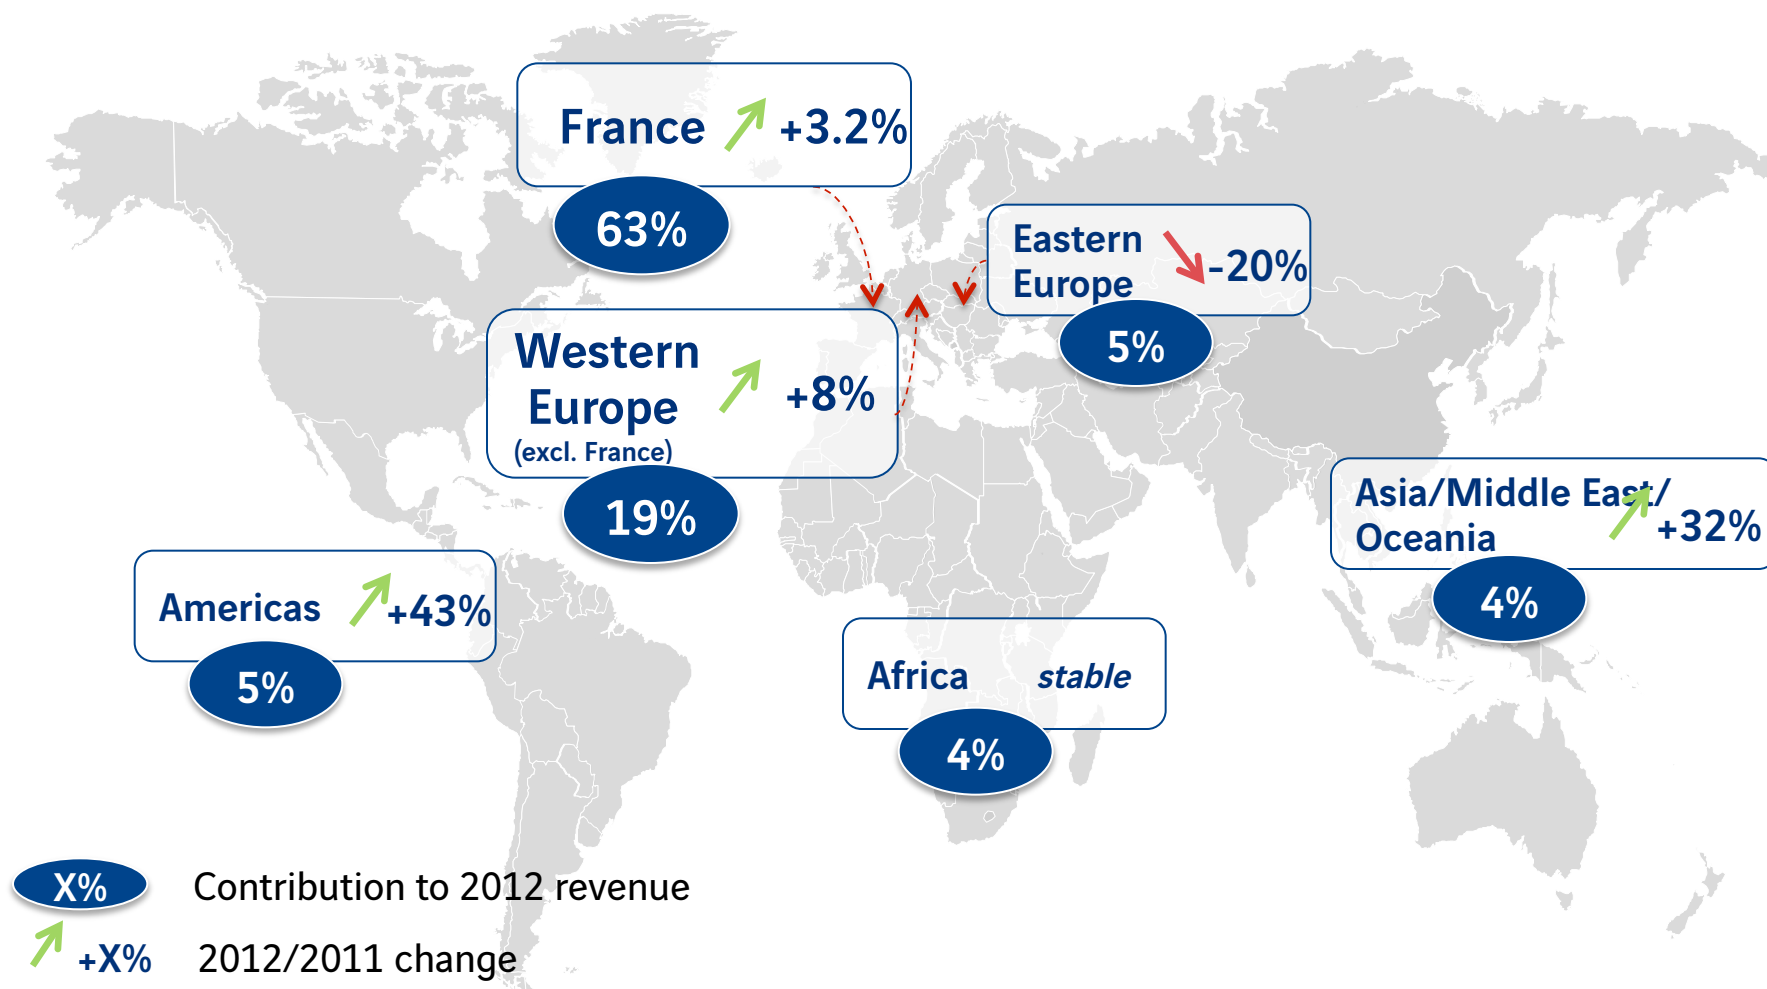 France +3.2%
63%
Eastern
Europe
-20%
5%
Western
Europe
(excl. France)
+8%
19%
Asia/Middle East/
Oceania
+32%
4%
Americas +43%
5%
Africa stable
4%
X% Contribution to 2012 revenue
+X% 2012/2011 change